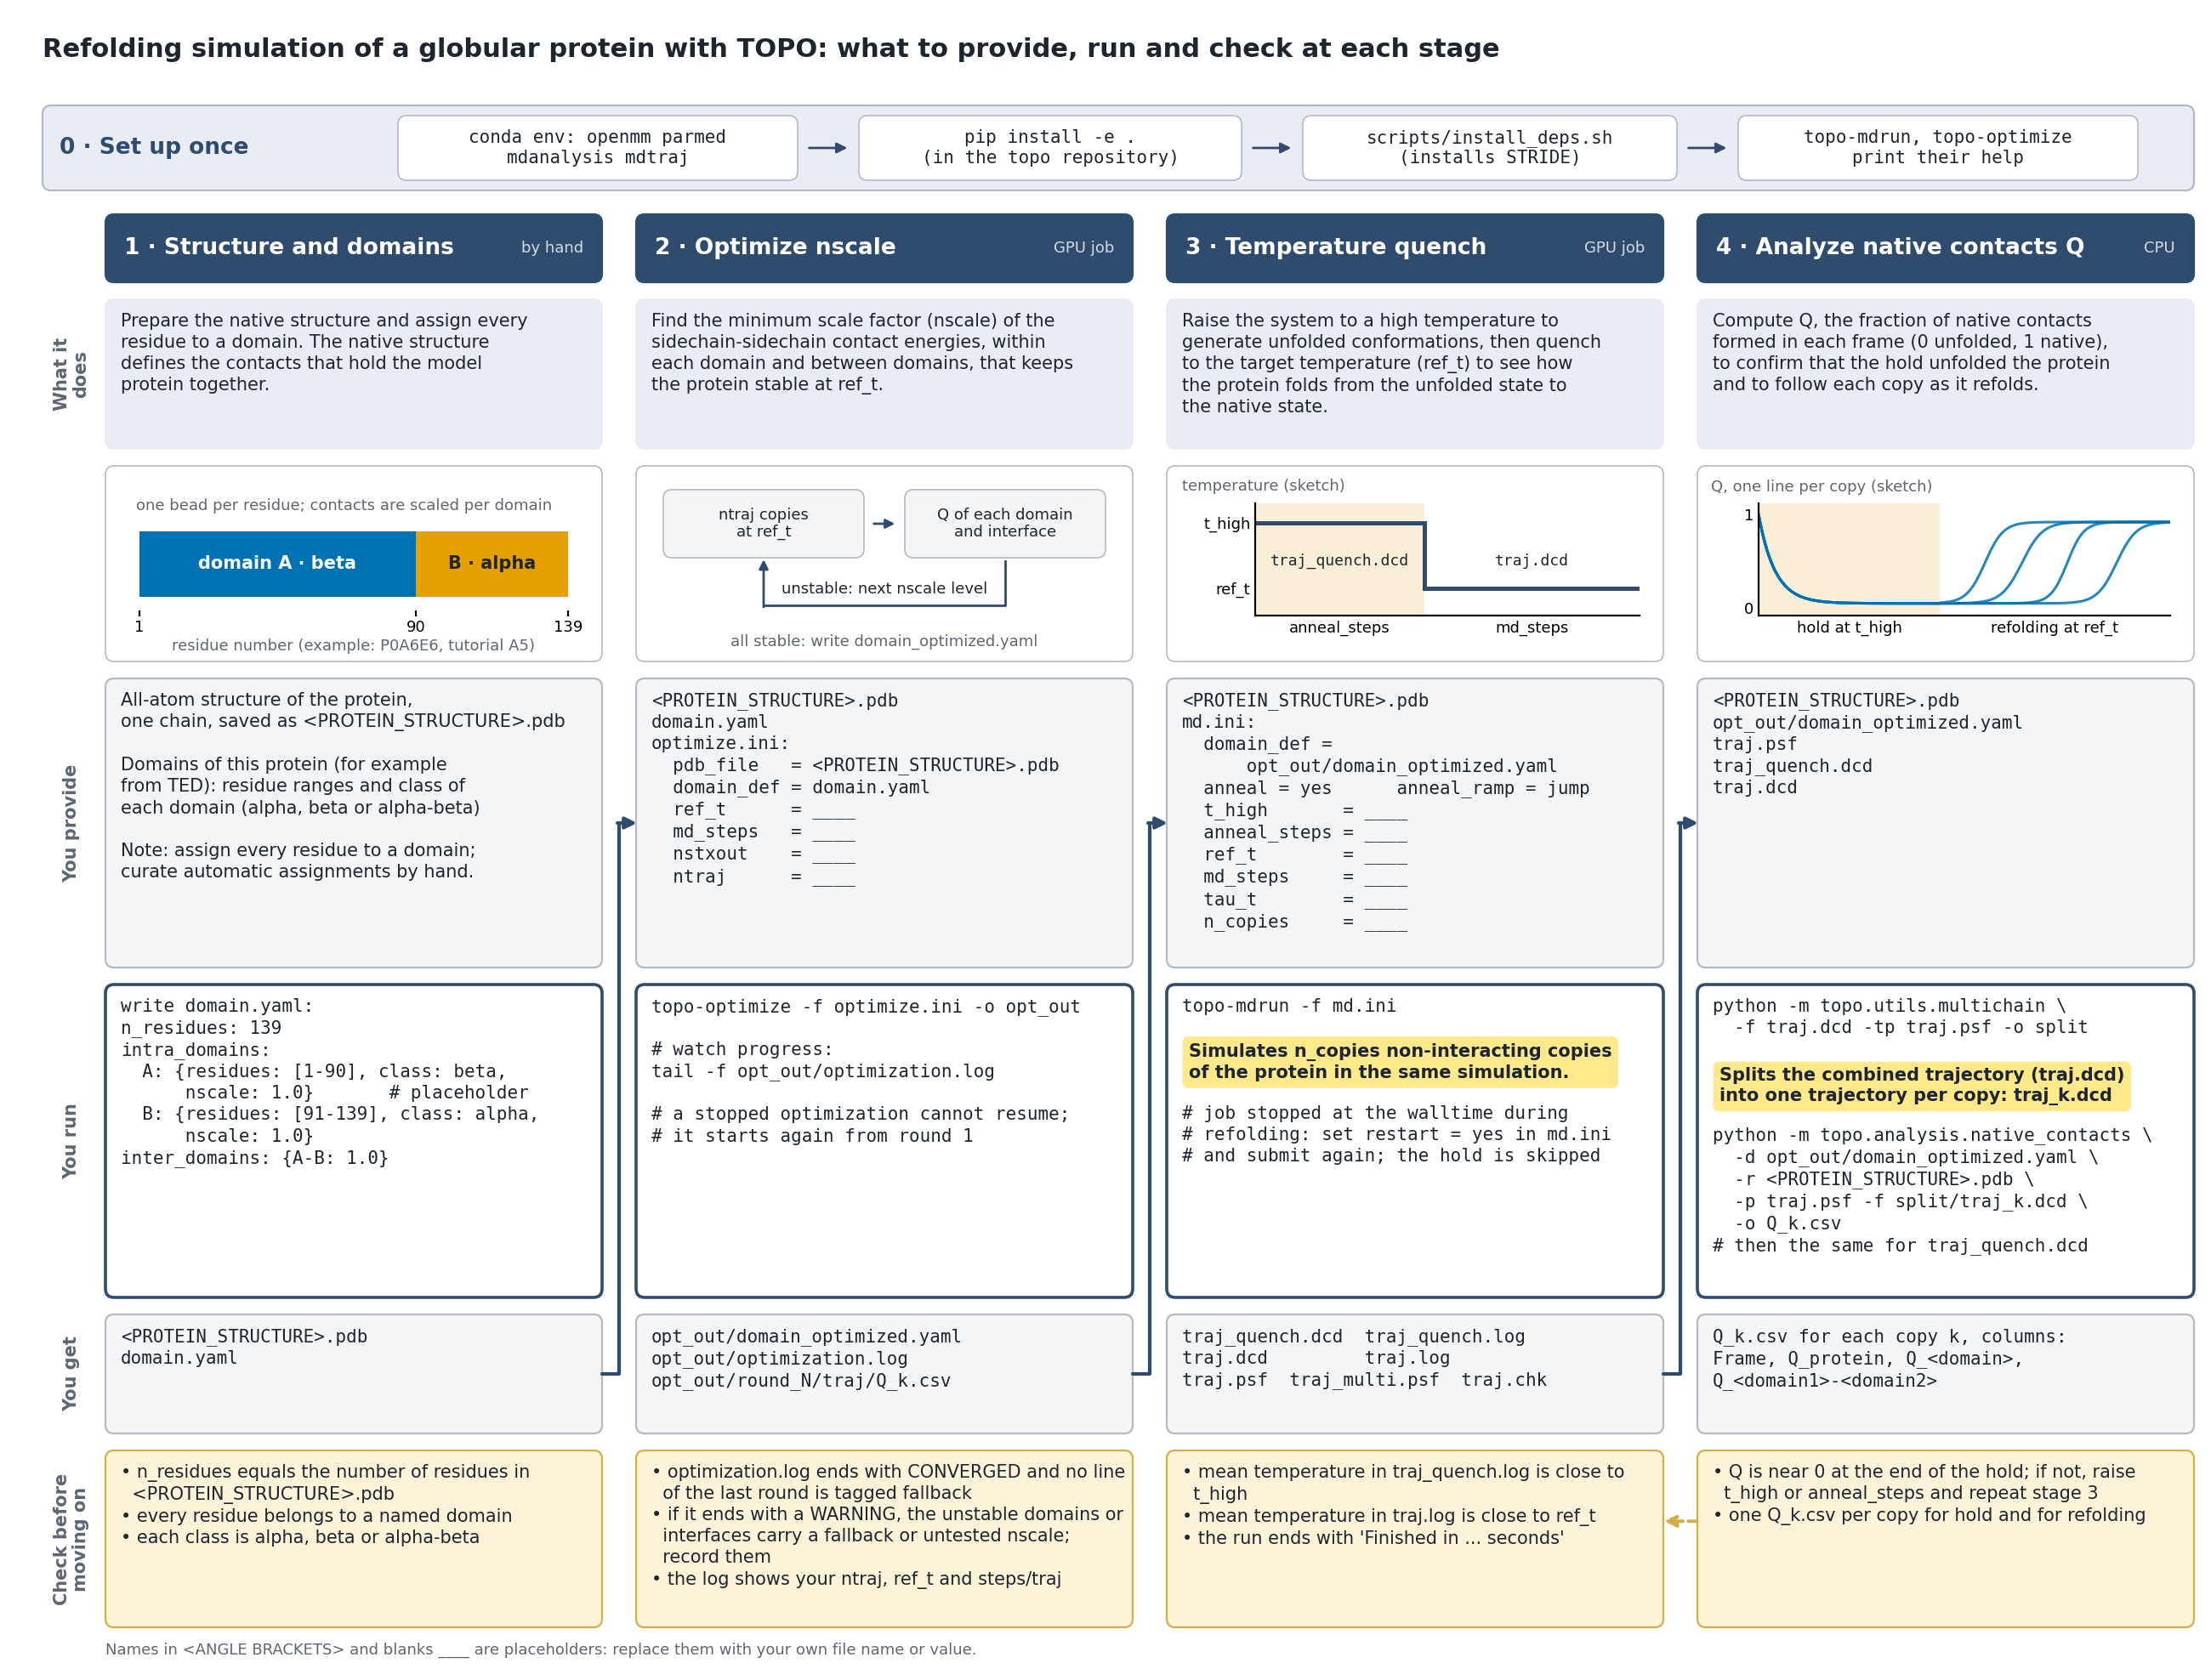 Refolding simulation of a globular protein with TOPO: what to provide, run and check at each stage
0 · Set up once
conda env: openmm parmed
mdanalysis mdtraj
pip install -e .
(in the topo repository)
scripts/install_deps.sh
(installs STRIDE)
topo-mdrun, topo-optimize
print their help
1 · Structure and domains
by hand
2 · Optimize nscale
GPU job
3 · Temperature quench
GPU job
4 · Analyze native contacts Q
CPU
What it
does
Prepare the native structure and assign every
residue to a domain. The native structure
defines the contacts that hold the model
protein together.
Find the minimum scale factor (nscale) of the
sidechain-sidechain contact energies, within
each domain and between domains, that keeps
the protein stable at ref_t.
Raise the system to a high temperature to
generate unfolded conformations, then quench
to the target temperature (ref_t) to see how
the protein folds from the unfolded state to
the native state.
Compute Q, the fraction of native contacts
formed in each frame (0 unfolded, 1 native),
to confirm that the hold unfolded the protein
and to follow each copy as it refolds.
one bead per residue; contacts are scaled per domain
domain A · beta
B · alpha
1
90
139
residue number (example: P0A6E6, tutorial A5)
ntraj copies
at ref_t
Q of each domain
and interface
unstable: next nscale level
all stable: write domain_optimized.yaml
temperature (sketch)
t_high
traj_quench.dcd
traj.dcd
ref_t
anneal_steps
md_steps
Q, one line per copy (sketch)
1
0
hold at t_high
refolding at ref_t
You provide
All-atom structure of the protein,
one chain, saved as <PROTEIN_STRUCTURE>.pdb
Domains of this protein (for example
from TED): residue ranges and class of
each domain (alpha, beta or alpha-beta)
Note: assign every residue to a domain;
curate automatic assignments by hand.
<PROTEIN_STRUCTURE>.pdb
domain.yaml
optimize.ini:
  pdb_file   = <PROTEIN_STRUCTURE>.pdb
  domain_def = domain.yaml
  ref_t      = ____
  md_steps   = ____
  nstxout    = ____
  ntraj      = ____
<PROTEIN_STRUCTURE>.pdb
md.ini:
  domain_def =
      opt_out/domain_optimized.yaml
  anneal = yes      anneal_ramp = jump
  t_high       = ____
  anneal_steps = ____
  ref_t        = ____
  md_steps     = ____
  tau_t        = ____
  n_copies     = ____
<PROTEIN_STRUCTURE>.pdb
opt_out/domain_optimized.yaml
traj.psf
traj_quench.dcd
traj.dcd
You run
write domain.yaml:
n_residues: 139
intra_domains:
  A: {residues: [1-90], class: beta,
      nscale: 1.0}       # placeholder
  B: {residues: [91-139], class: alpha,
      nscale: 1.0}
inter_domains: {A-B: 1.0}
topo-optimize -f optimize.ini -o opt_out
# watch progress:
tail -f opt_out/optimization.log
# a stopped optimization cannot resume;
# it starts again from round 1
topo-mdrun -f md.ini
Simulates n_copies non-interacting copies
of the protein in the same simulation.
# job stopped at the walltime during
# refolding: set restart = yes in md.ini
# and submit again; the hold is skipped
python -m topo.utils.multichain \
  -f traj.dcd -tp traj.psf -o split
Splits the combined trajectory (traj.dcd)
into one trajectory per copy: traj_k.dcd
python -m topo.analysis.native_contacts \
  -d opt_out/domain_optimized.yaml \
  -r <PROTEIN_STRUCTURE>.pdb \
  -p traj.psf -f split/traj_k.dcd \
  -o Q_k.csv
# then the same for traj_quench.dcd
You get
<PROTEIN_STRUCTURE>.pdb
domain.yaml
opt_out/domain_optimized.yaml
opt_out/optimization.log
opt_out/round_N/traj/Q_k.csv
traj_quench.dcd  traj_quench.log
traj.dcd         traj.log
traj.psf  traj_multi.psf  traj.chk
Q_k.csv for each copy k, columns:
Frame, Q_protein, Q_<domain>,
Q_<domain1>-<domain2>
Check before
moving on
• n_residues equals the number of residues in
<PROTEIN_STRUCTURE>.pdb
• every residue belongs to a named domain
• each class is alpha, beta or alpha-beta
• optimization.log ends with CONVERGED and no line
of the last round is tagged fallback
• if it ends with a WARNING, the unstable domains or
interfaces carry a fallback or untested nscale;
record them
• the log shows your ntraj, ref_t and steps/traj
• mean temperature in traj_quench.log is close to
t_high
• mean temperature in traj.log is close to ref_t
• the run ends with 'Finished in ... seconds'
• Q is near 0 at the end of the hold; if not, raise
t_high or anneal_steps and repeat stage 3
• one Q_k.csv per copy for hold and for refolding
Names in <ANGLE BRACKETS> and blanks ____ are placeholders: replace them with your own file name or value.